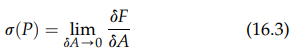 σ(P) = lim δA→0 δF/δA (16.3)